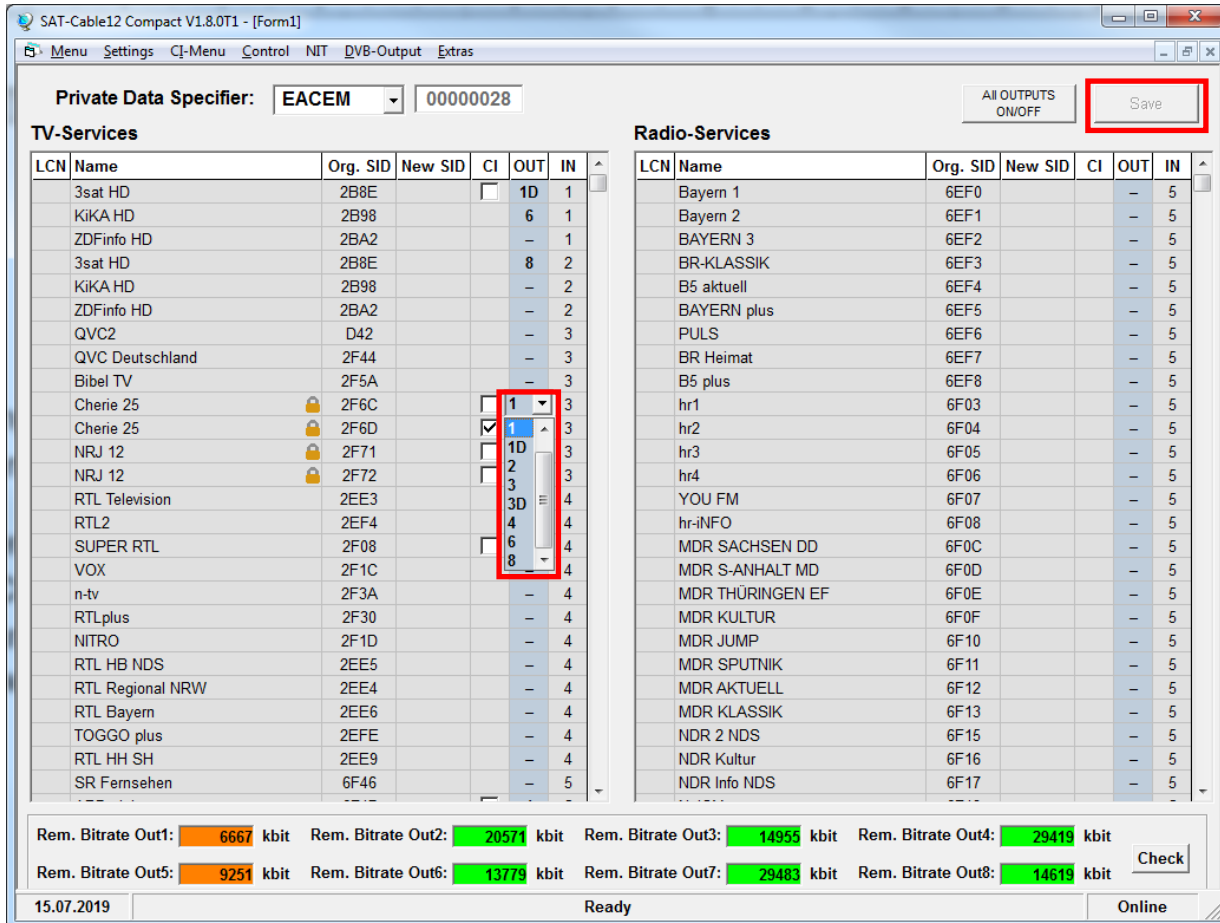 SAT-Cable12 Compact V1.8.0T1 - [Form1]
Menu Settings CI-Menu Control NIT DVB-Output Extras
Private Data Specifier: EACEM 00000028 All OUTPUTS ON/OFF Save
TV-Services
LCN Name Org. SID New SID CI OUT IN
3sat HD 2B8E 1D 1
KiKA HD 2B98 6 1
ZDFinfo HD 2BA2 – 1
3sat HD 2B8E 8 2
KiKA HD 2B98 – 2
ZDFinfo HD 2BA2 – 2
QVC2 D42 – 3
QVC Deutschland 2F44 – 3
Bibel TV 2F5A – 3
Cherie 25 2F6C 1 3
Cherie 25 2F6D 3
NRJ 12 2F71 3
NRJ 12 2F72 3
RTL Television 2EE3 4
RTL2 2EF4 4
SUPER RTL 2F08 4
VOX 2F1C – 4
n-tv 2F3A – 4
RTLplus 2F30 – 4
NITRO 2F1D – 4
RTL HB NDS 2EE5 – 4
RTL Regional NRW 2EE4 – 4
RTL Bayern 2EE6 – 4
TOGGO plus 2EFE – 4
RTL HH SH 2EE9 – 4
SR Fernsehen 6F46 – 5
1
1D
2
3
3D
4
6
8
Radio-Services
LCN Name Org. SID New SID CI OUT IN
Bayern 1 6EF0 – 5
Bayern 2 6EF1 – 5
BAYERN 3 6EF2 – 5
BR-KLASSIK 6EF3 – 5
B5 aktuell 6EF4 – 5
BAYERN plus 6EF5 – 5
PULS 6EF6 – 5
BR Heimat 6EF7 – 5
B5 plus 6EF8 – 5
hr1 6F03 – 5
hr2 6F04 – 5
hr3 6F05 – 5
hr4 6F06 – 5
YOU FM 6F07 – 5
hr-iNFO 6F08 – 5
MDR SACHSEN DD 6F0C – 5
MDR S-ANHALT MD 6F0D – 5
MDR THÜRINGEN EF 6F0E – 5
MDR KULTUR 6F0F – 5
MDR JUMP 6F10 – 5
MDR SPUTNIK 6F11 – 5
MDR AKTUELL 6F12 – 5
MDR KLASSIK 6F13 – 5
NDR 2 NDS 6F15 – 5
NDR Kultur 6F16 – 5
NDR Info NDS 6F17 – 5
Rem. Bitrate Out1: 6667 kbit Rem. Bitrate Out2: 20571 kbit Rem. Bitrate Out3: 14955 kbit Rem. Bitrate Out4: 29419 kbit
Rem. Bitrate Out5: 9251 kbit Rem. Bitrate Out6: 13779 kbit Rem. Bitrate Out7: 29483 kbit Rem. Bitrate Out8: 14619 kbit
Check
15.07.2019 Ready Online